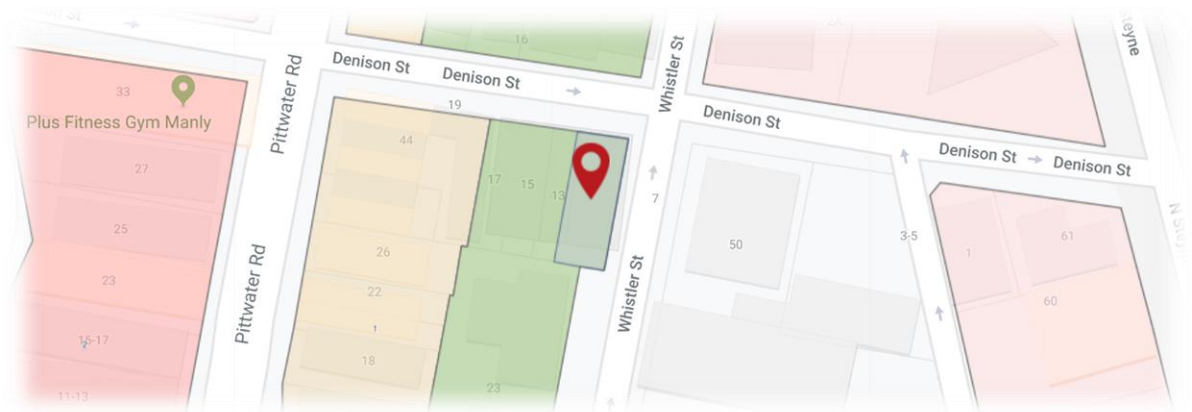 16
Denison St
Denison St
Whistler St
Pittwater Rd
33
Plus Fitness Gym Manly
19
44
Denison St
Denison St
Denison St
27
17
15
13
7
25
26
50
3-5
1
61
23
22
60
Pittwater Rd
Whistler St
1
15-17
18
23
11-13